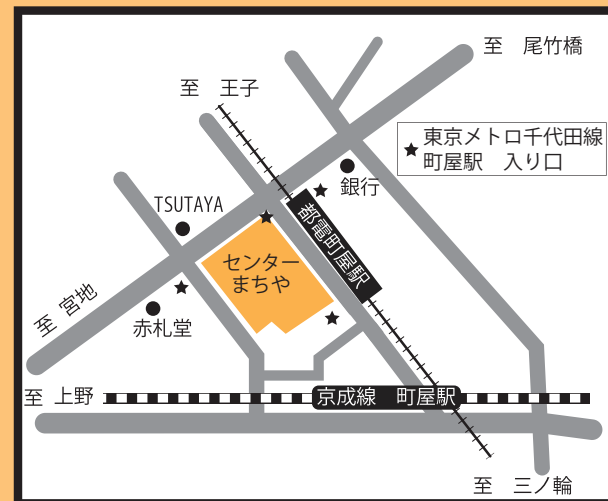 至　尾竹橋
至　王子
★ 東京メトロ千代田線
町屋駅　入り口
銀行
TSUTAYA
都電町屋駅
センター
まちや
至 宮地
赤札堂
至　上野
京成線　町屋駅
至　三ノ輪